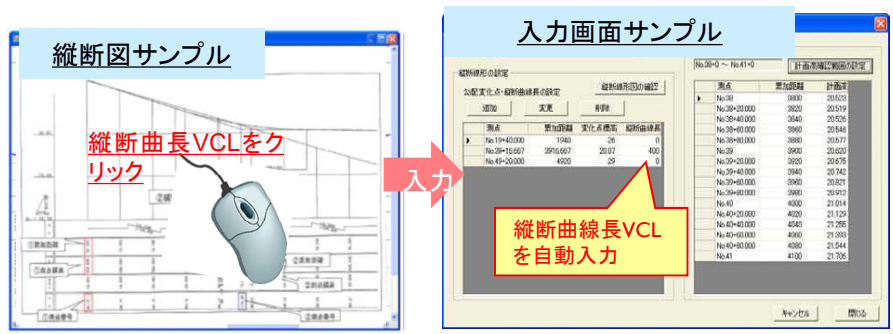 縦断図サンプル
縦断曲長VCLをク
リック
①累加距離
入力
入力画面サンプル
縦断線形の設定
縦断線形図の確認
勾配変化点・縦断曲線長の設定
追加 変更 削除
測点 累加距離 変化点標高 縦断曲線長
No.19+40.000 1940 26 0
No.39+16.667 3916.667 20.07 400
No.49+20.000 4920 29 0
縦断曲線長VCL
を自動入力
No.38+0 ～ No.41+0 計画高確認範囲の設定
測点 累加距離 計画高
No.38 3800 20.523
No.38+20.000 3820 20.519
No.38+40.000 3840 20.526
No.38+60.000 3860 20.546
No.38+80.000 3880 20.577
No.39 3900 20.620
No.39+20.000 3920 20.675
No.39+40.000 3940 20.742
No.39+60.000 3960 20.821
No.39+80.000 3980 20.912
No.40 4000 21.014
No.40+20.000 4020 21.129
No.40+40.000 4040 21.255
No.40+60.000 4060 21.393
No.40+80.000 4080 21.544
No.41 4100 21.706
キャンセル 閉じる